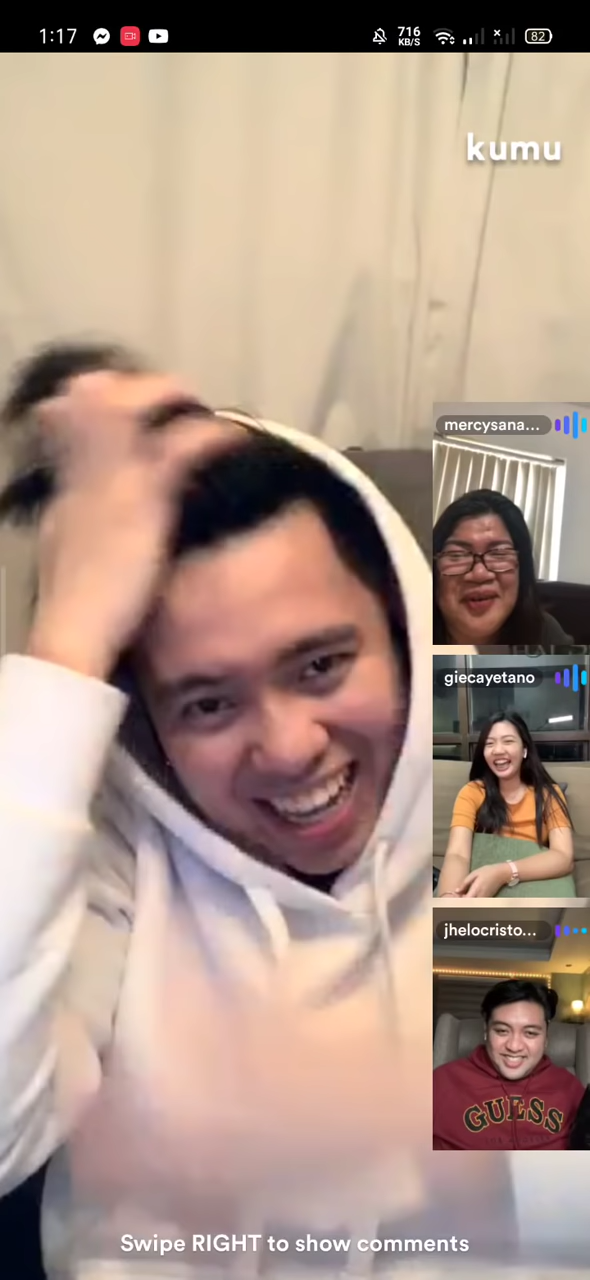 1:17
716
KB/S
82
kumu
mercysana...
giecayetano
jhelocristo...
GUESS
Swipe RIGHT to show comments